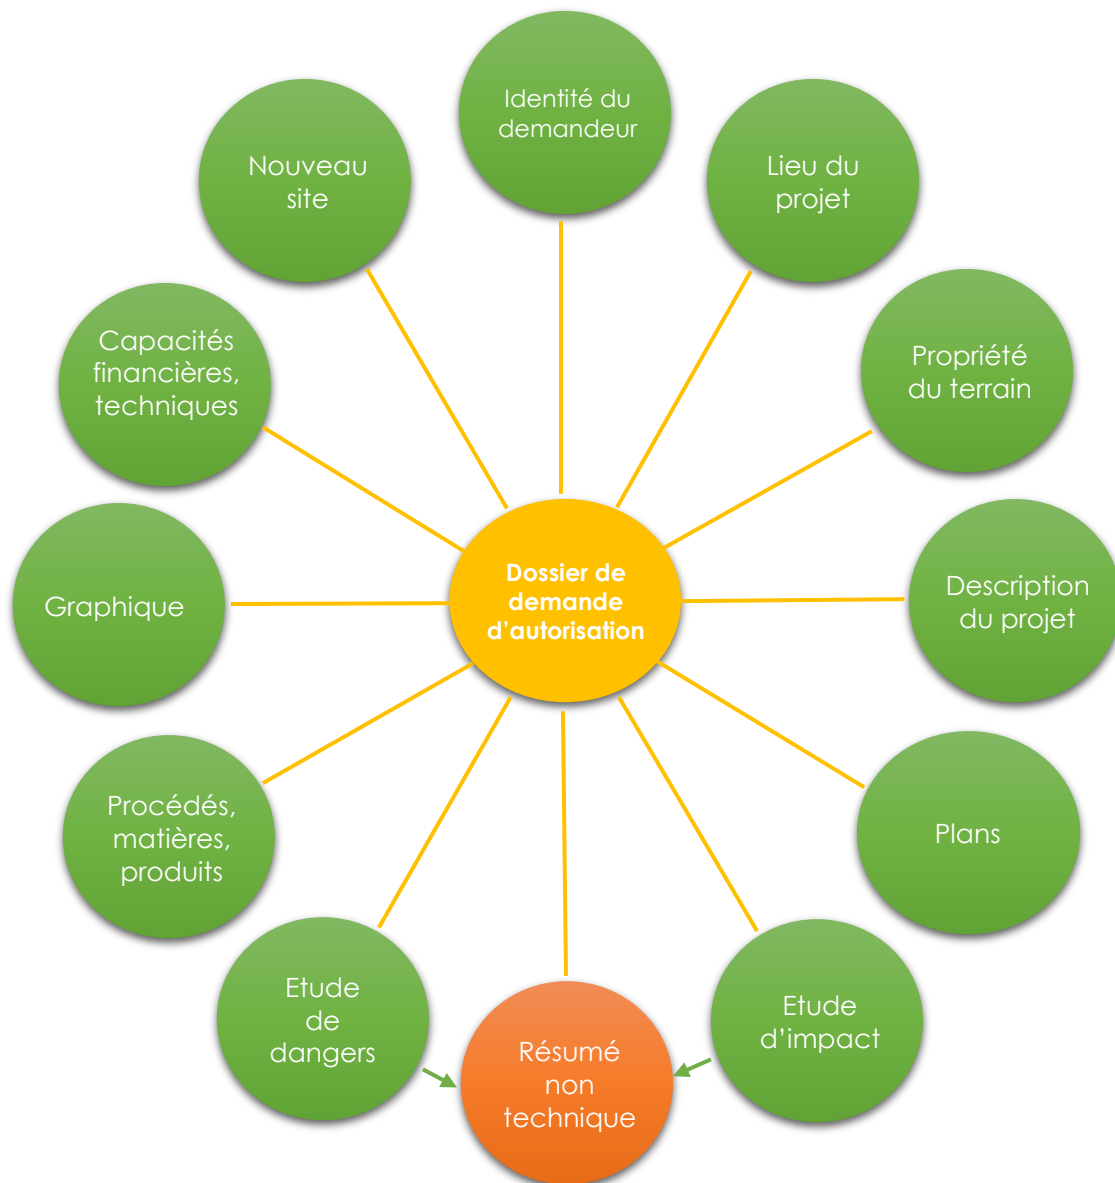 Identité du
demandeur
Lieu du
projet
Propriété
du terrain
Description
du projet
Plans
Etude
d'impact
Résumé
non
technique
Etude
de
dangers
Procédés,
matières,
produits
Graphique
Capacités
financières,
techniques
Nouveau
site
Dossier de
demande
d'autorisation